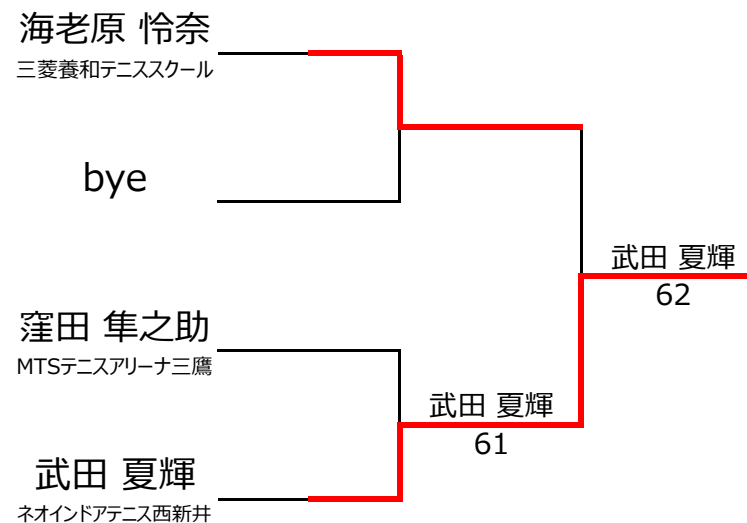 海老原 怜奈
三菱養和テニススクール
bye
武田 夏輝
62
窪田 隼之助
MTSテニスアリーナ三鷹
武田 夏輝
61
武田 夏輝
ネオインドアテニス西新井